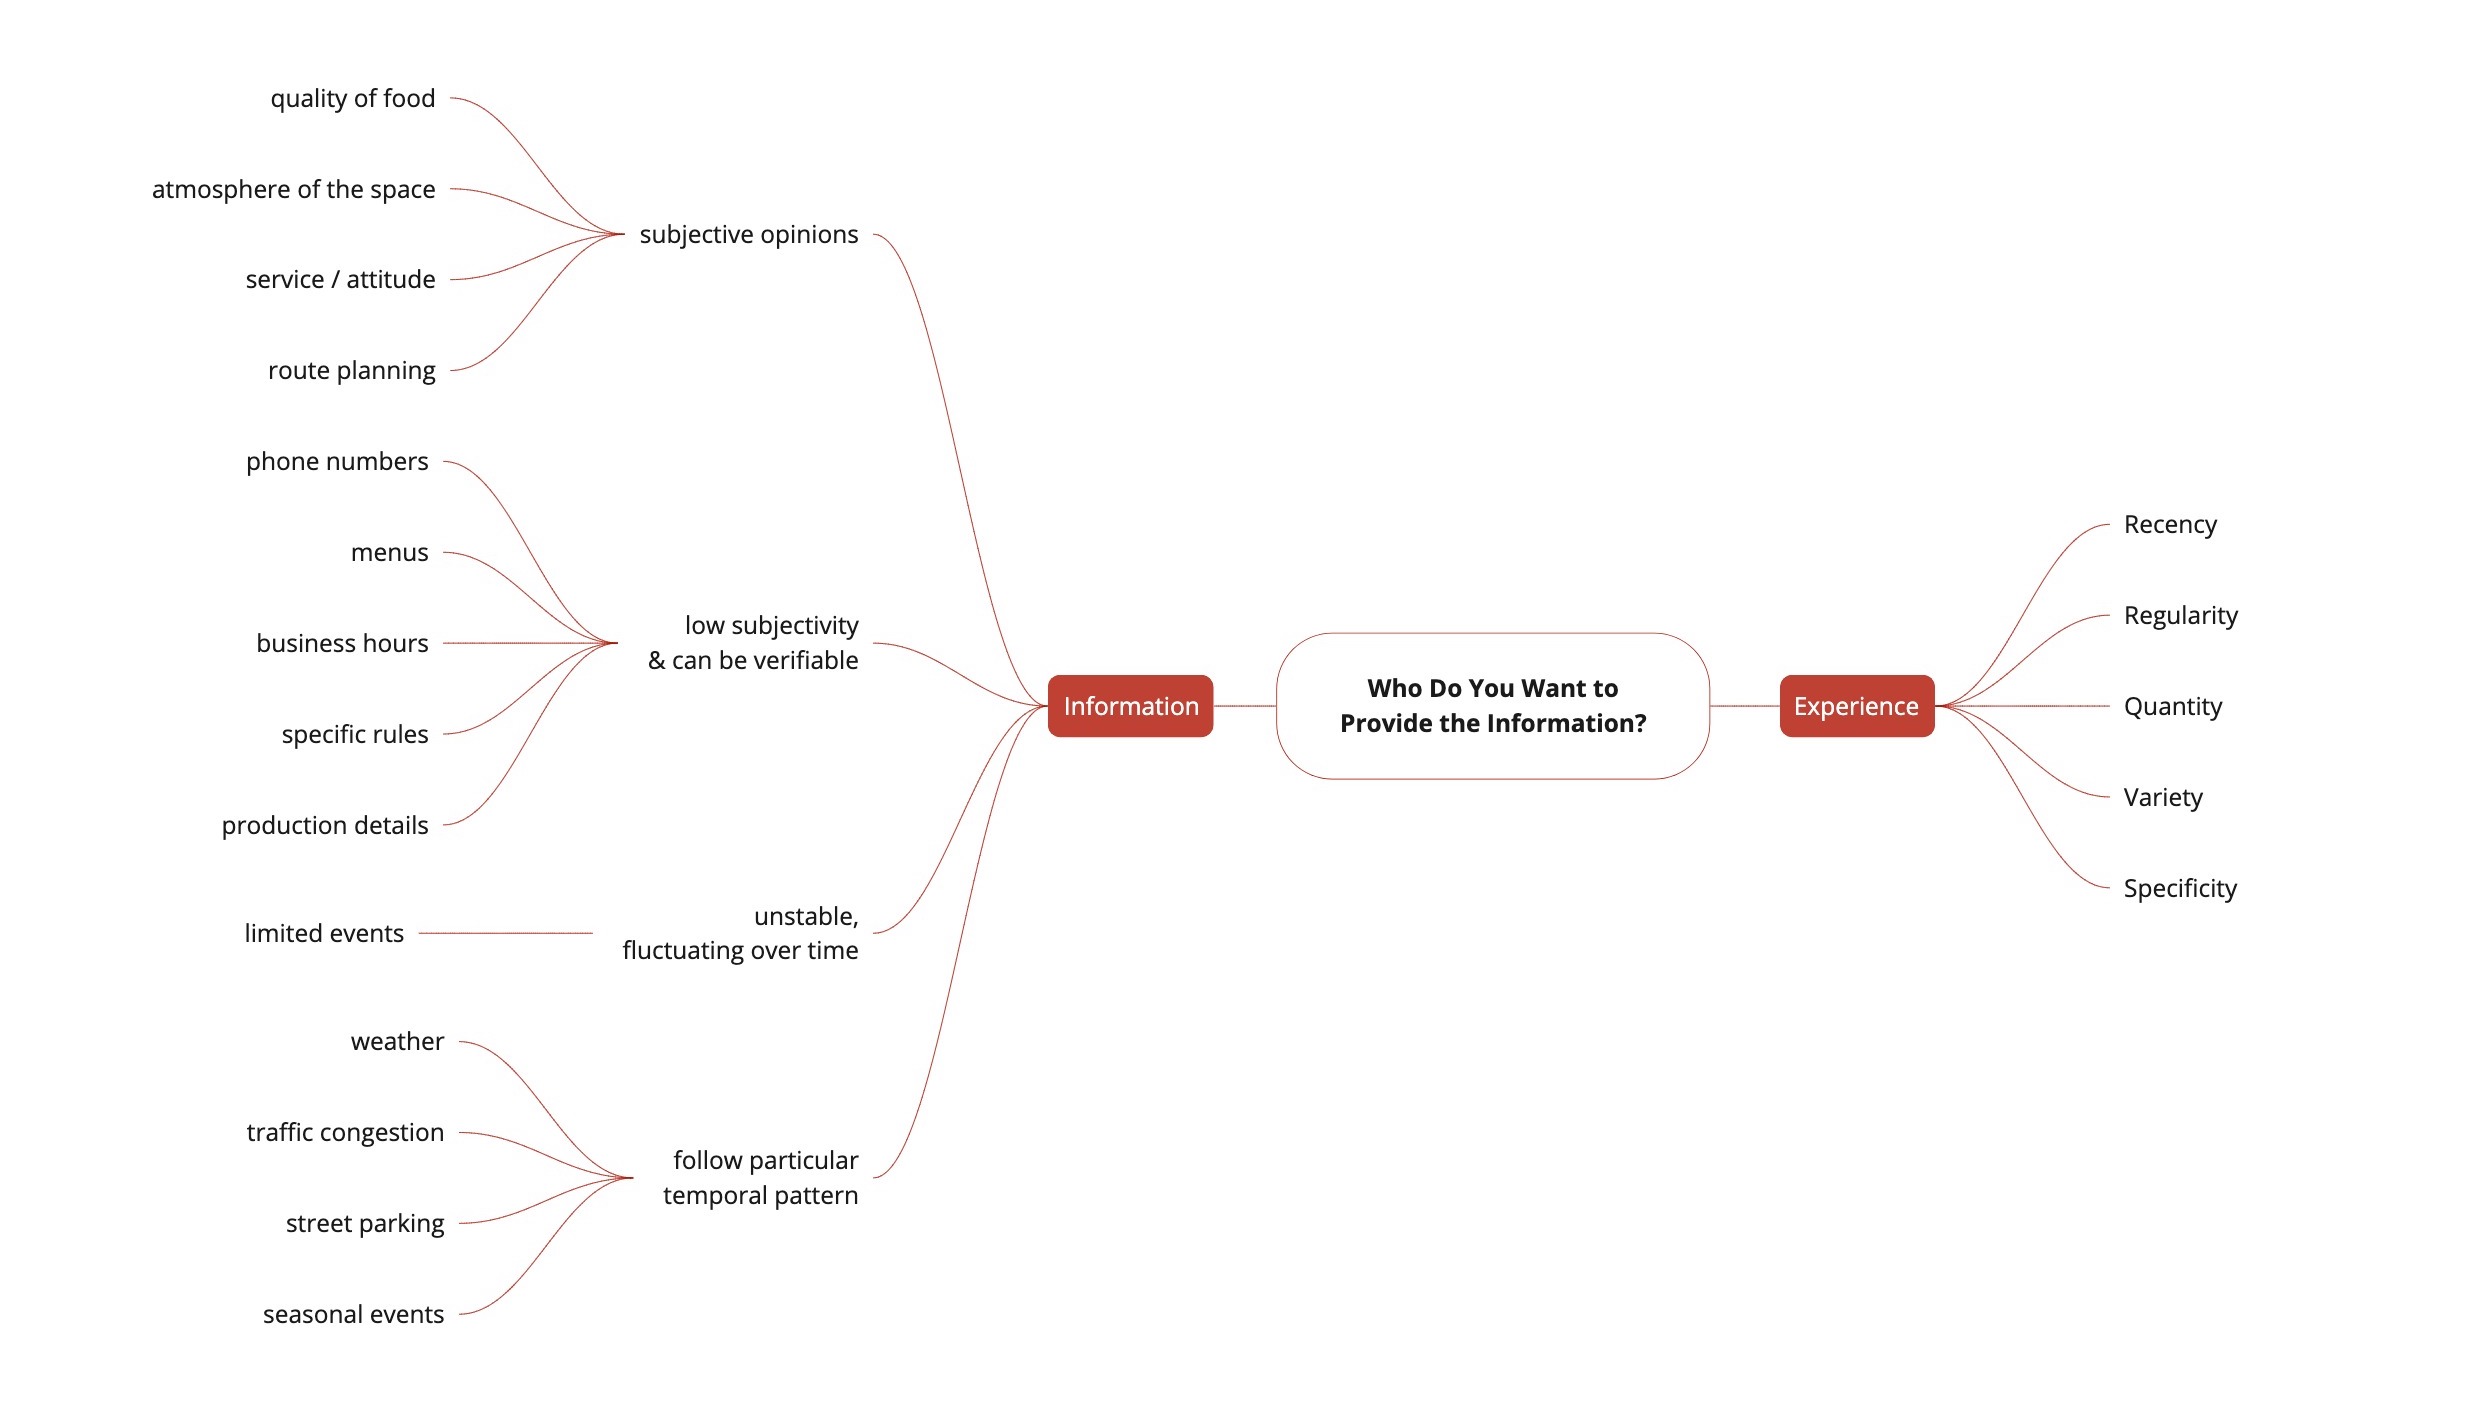 quality of food
atmosphere of the space
service / attitude
route planning
subjective opinions
phone numbers
menus
business hours
specific rules
production details
low subjectivity
& can be verifiable
limited events
unstable,
fluctuating over time
weather
traffic congestion
street parking
seasonal events
follow particular
temporal pattern
Information
Who Do You Want to
Provide the Information?
Experience
Recency
Regularity
Quantity
Variety
Specificity